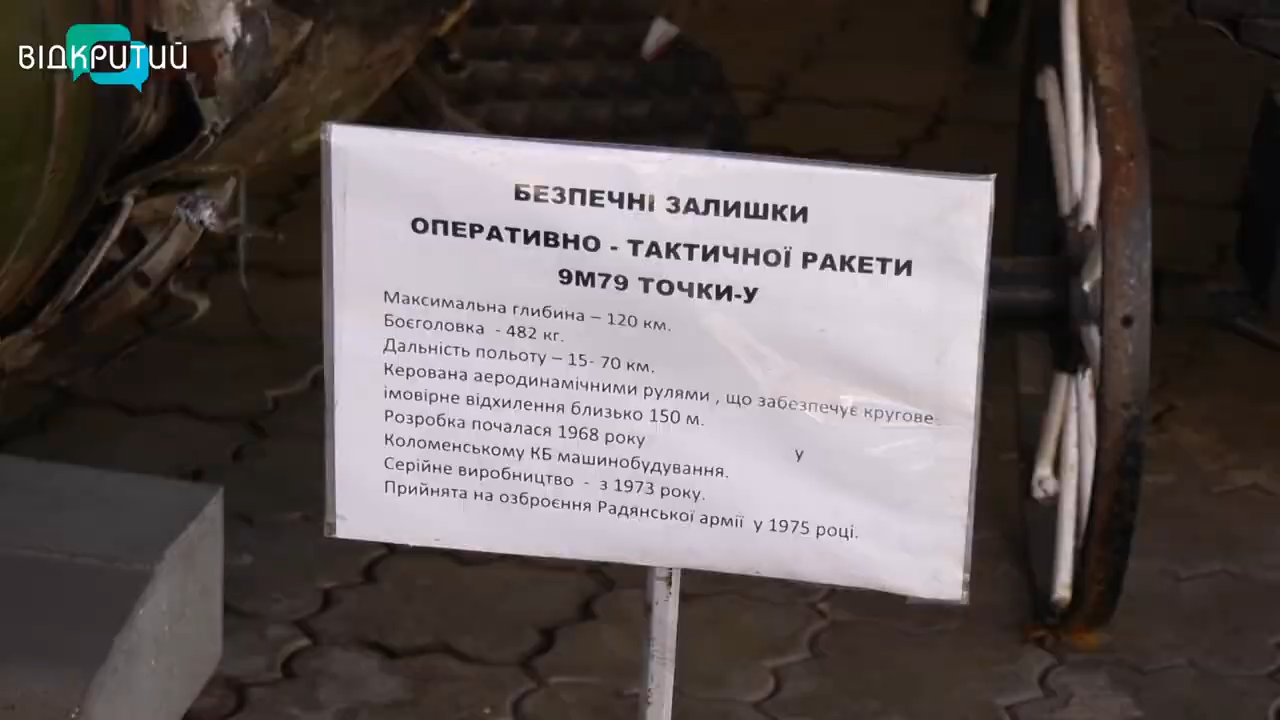 ВІДКРИТИЙ
БЕЗПЕЧНІ ЗАЛИШКИ
ОПЕРАТИВНО - ТАКТИЧНОЇ РАКЕТИ
9М79 ТОЧКИ-У
Максимальна глибина – 120 км.
Боєголовка - 482 кг.
Дальність польоту – 15- 70 км.
Керована аеродинамічними рулями , що забезпечує кругове
імовірне відхилення близько 150 м.
Розробка почалася 1968 року у
Коломенському КБ машинобудування.
Серійне виробництво - з 1973 року.
Прийнята на озброєння Радянської армії у 1975 році.